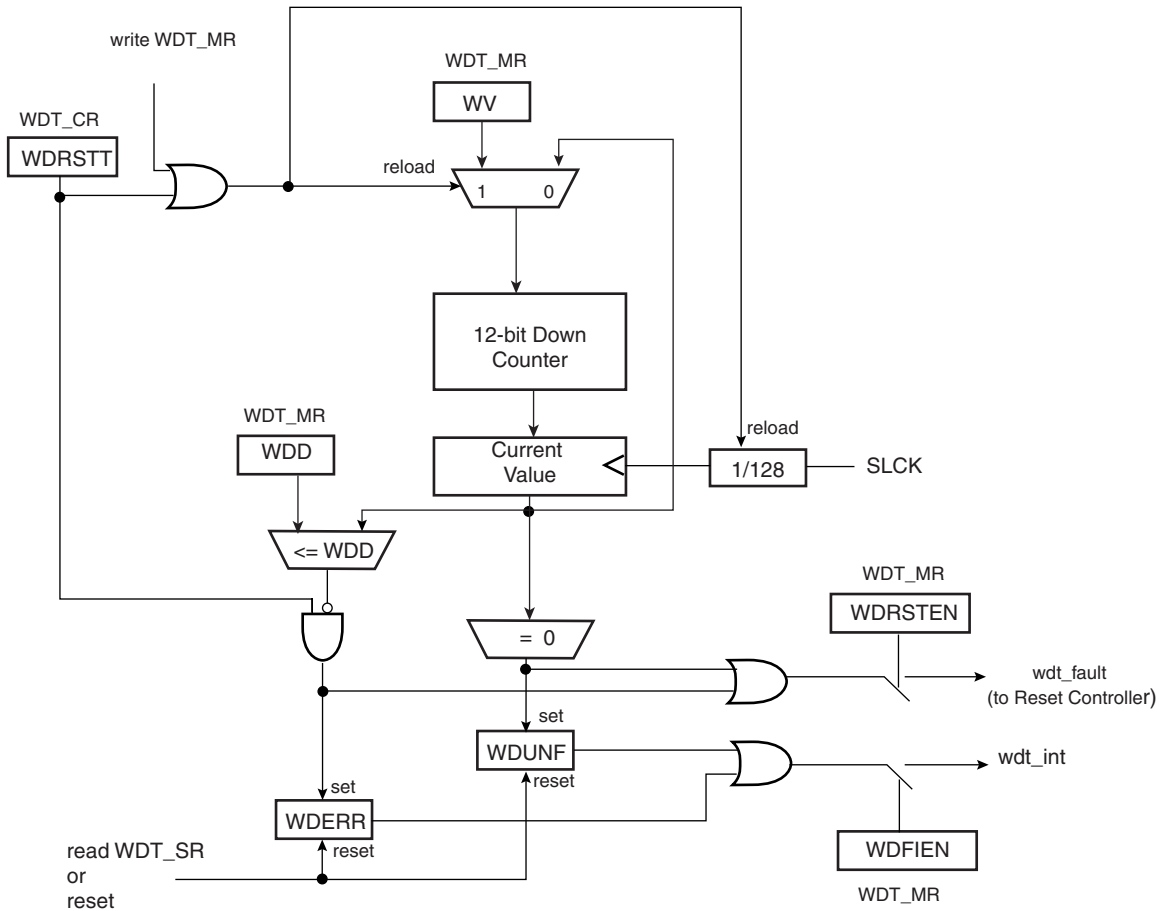 write WDT_MR
WDT_MR
WV
WDT_CR
WDRSTT
reload
1 0
12-bit Down
Counter
WDT_MR
WDD
Current
Value
reload
1/128
SLCK
<= WDD
WDT_MR
WDRSTEN
= 0
wdt_fault
(to Reset Controller)
set
WDUNF
reset
wdt_int
set
WDERR
reset
read WDT_SR
or
reset
WDFIEN
WDT_MR